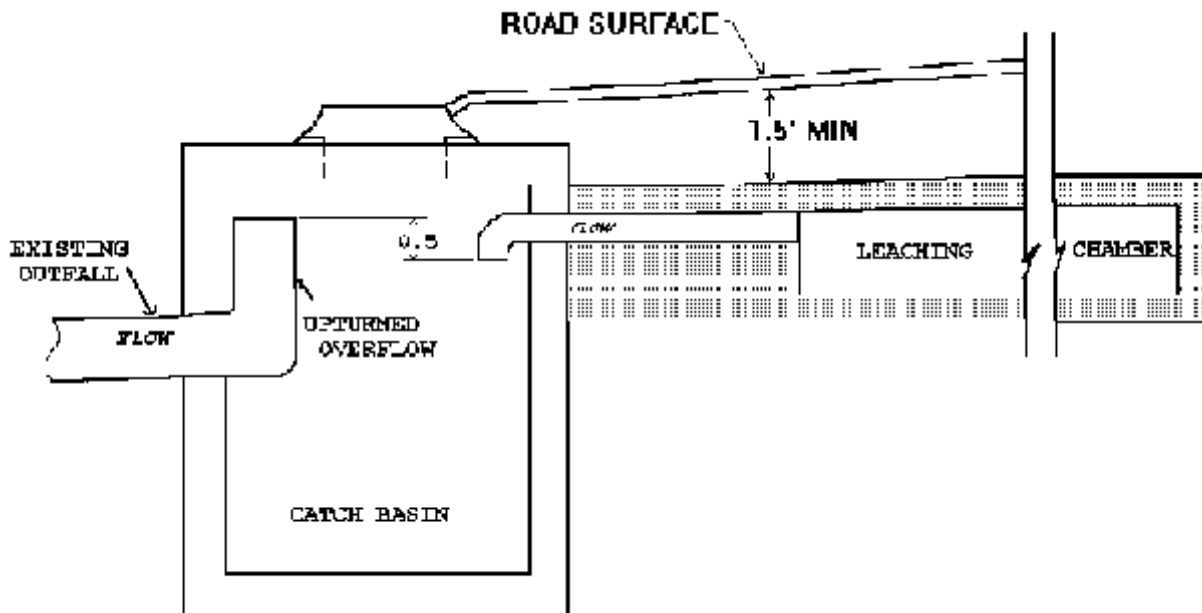 ROAD SURFACE
1.5' MIN
EXISTING
OUTFALL
0.5
FLOW
LEACHING
CHAMBER
FLOW
UPTURNED
OVERFLOW
CATCH BASIN